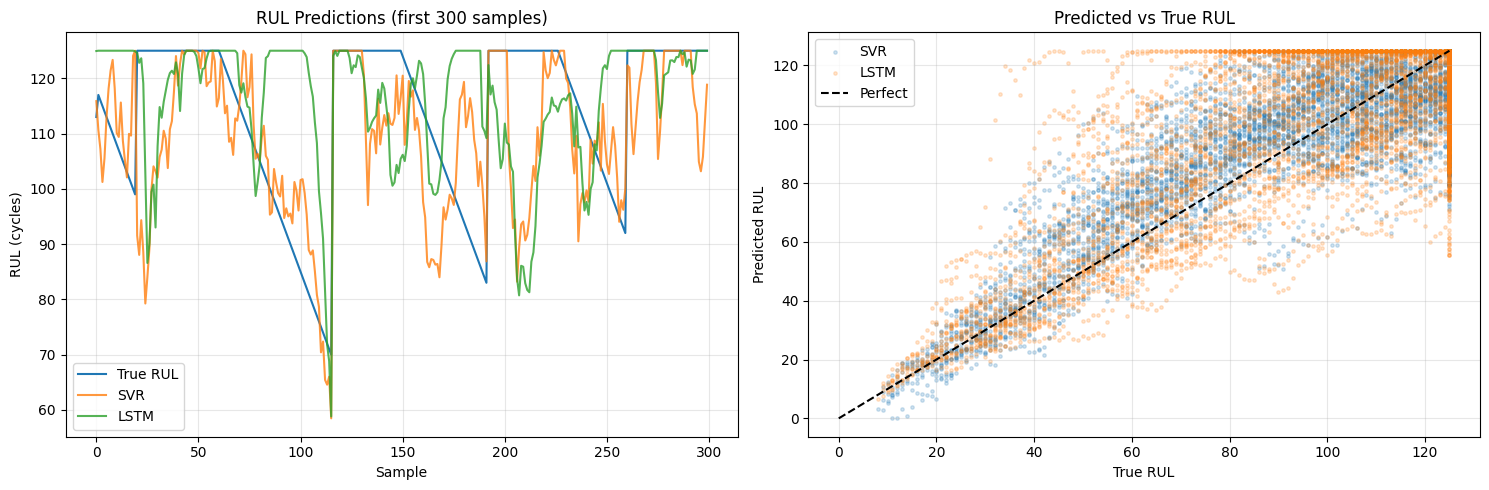 RUL Predictions (first 300 samples)
RUL (cycles)
120
110
100
90
80
70
60
True RUL
SVR
LSTM
0
50
100
150
200
250
300
Sample
Predicted vs True RUL
Predicted RUL
120
100
80
60
40
20
0
SVR
LSTM
Perfect
0
20
40
60
80
100
120
True RUL